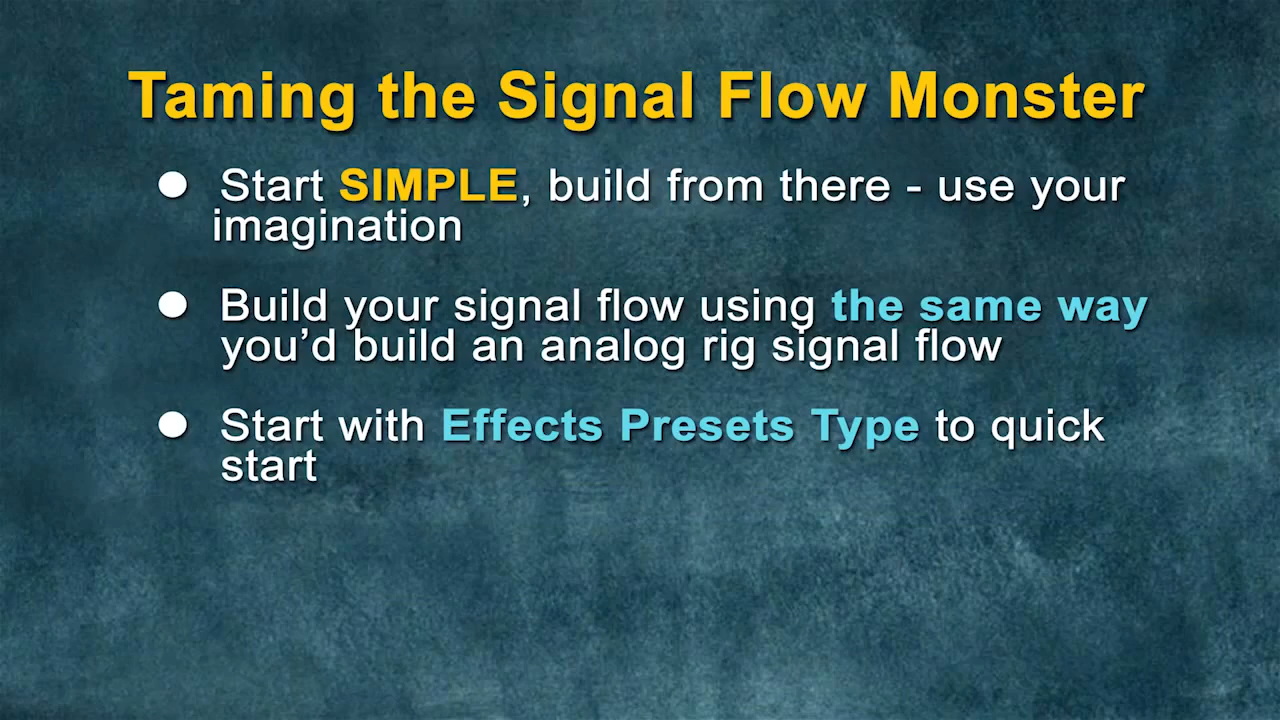 Taming the Signal Flow Monster
● Start SIMPLE, build from there - use your
imagination
● Build your signal flow using the same way
you’d build an analog rig signal flow
● Start with Effects Presets Type to quick
start